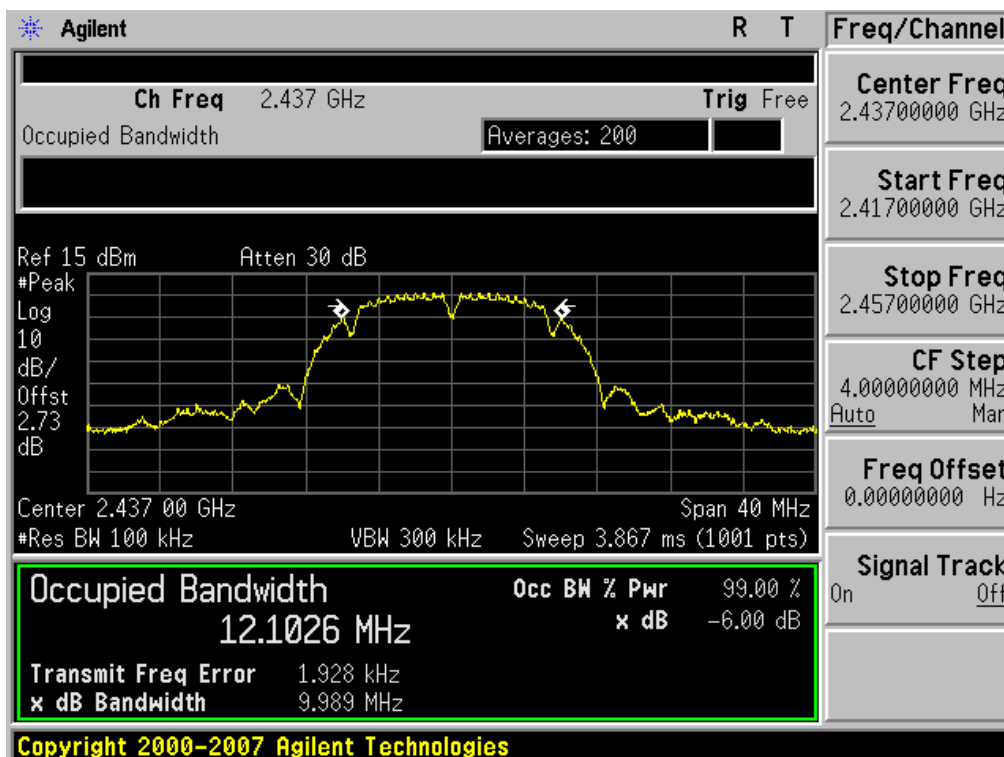 Agilent R T Freq/Channel
Ch Freq 2.437 GHz Trig Free
Occupied Bandwidth Averages: 200
Center Freq
2.43700000 GHz
Start Freq
2.41700000 GHz
Stop Freq
2.45700000 GHz
CF Step
4.00000000 MHz
Auto Man
Freq Offset
0.00000000 Hz
Signal Track
On Off
Ref 15 dBm Atten 30 dB
#Peak
Log
10
dB/
Offst
2.73
dB
Center 2.437 00 GHz Span 40 MHz
#Res BW 100 kHz VBW 300 kHz Sweep 3.867 ms (1001 pts)
Occupied Bandwidth Occ BW % Pwr 99.00 %
12.1026 MHz x dB -6.00 dB
Transmit Freq Error 1.928 kHz
x dB Bandwidth 9.989 MHz
Copyright 2000-2007 Agilent Technologies